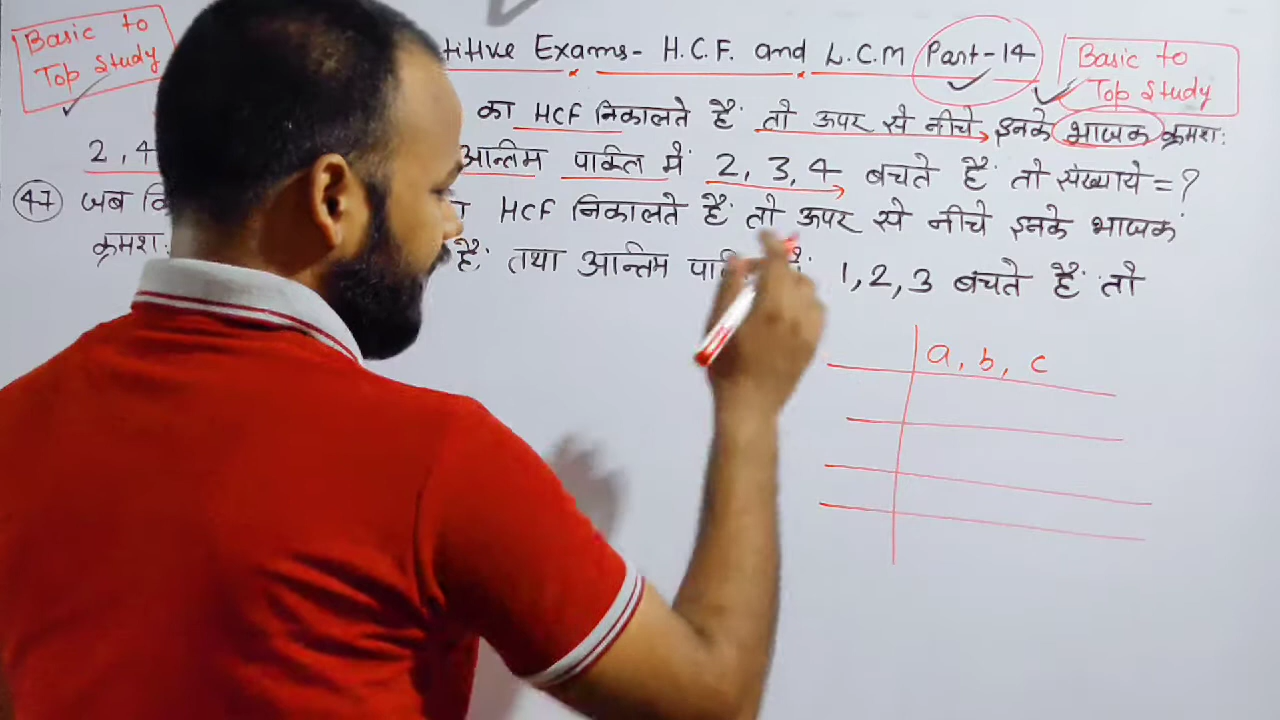 Basic to
Top Study
Exams- H.C.F. and L.C.M Part-14
Basic to
Top Study
का HCF निकालते हैं तो ऊपर से नीचे इनके भाजक क्रमश:
2, 4 अन्तिम पंक्ति में 2, 3, 4 बचते हैं तो संख्याये = ?
47 जब HCF निकालते हैं तो ऊपर से नीचे इनके भाजक
क्रमश: हैं, तथा अन्तिम 1, 2, 3 बचते हैं तो
a, b, c